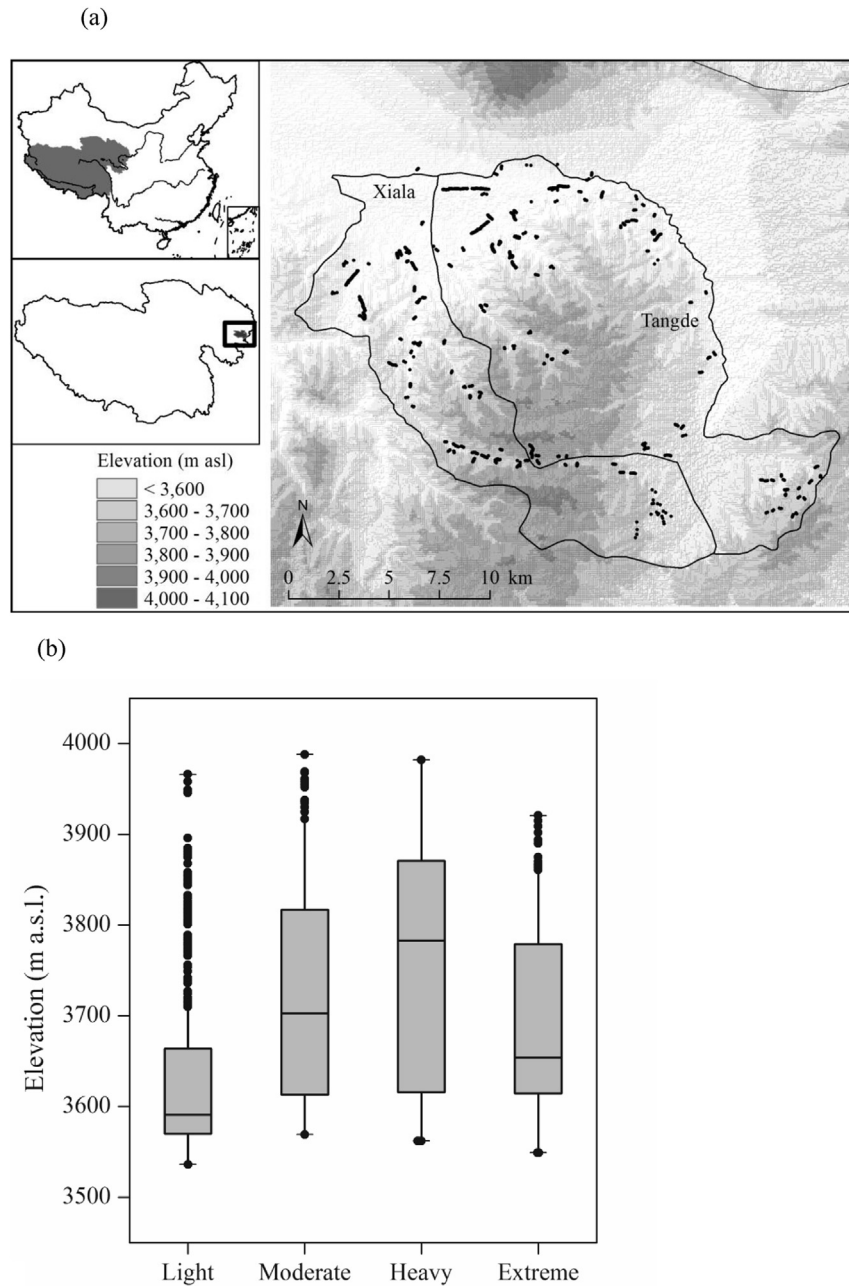 (a)
Xiala
Tangde
Elevation (m asl)
< 3,600
3,600 - 3,700
3,700 - 3,800
3,800 - 3,900
3,900 - 4,000
4,000 - 4,100
N
0 2.5 5 7.5 10 km
(b)
Elevation (m a.s.l.)
4000
3900
3800
3700
3600
3500
Light Moderate Heavy Extreme